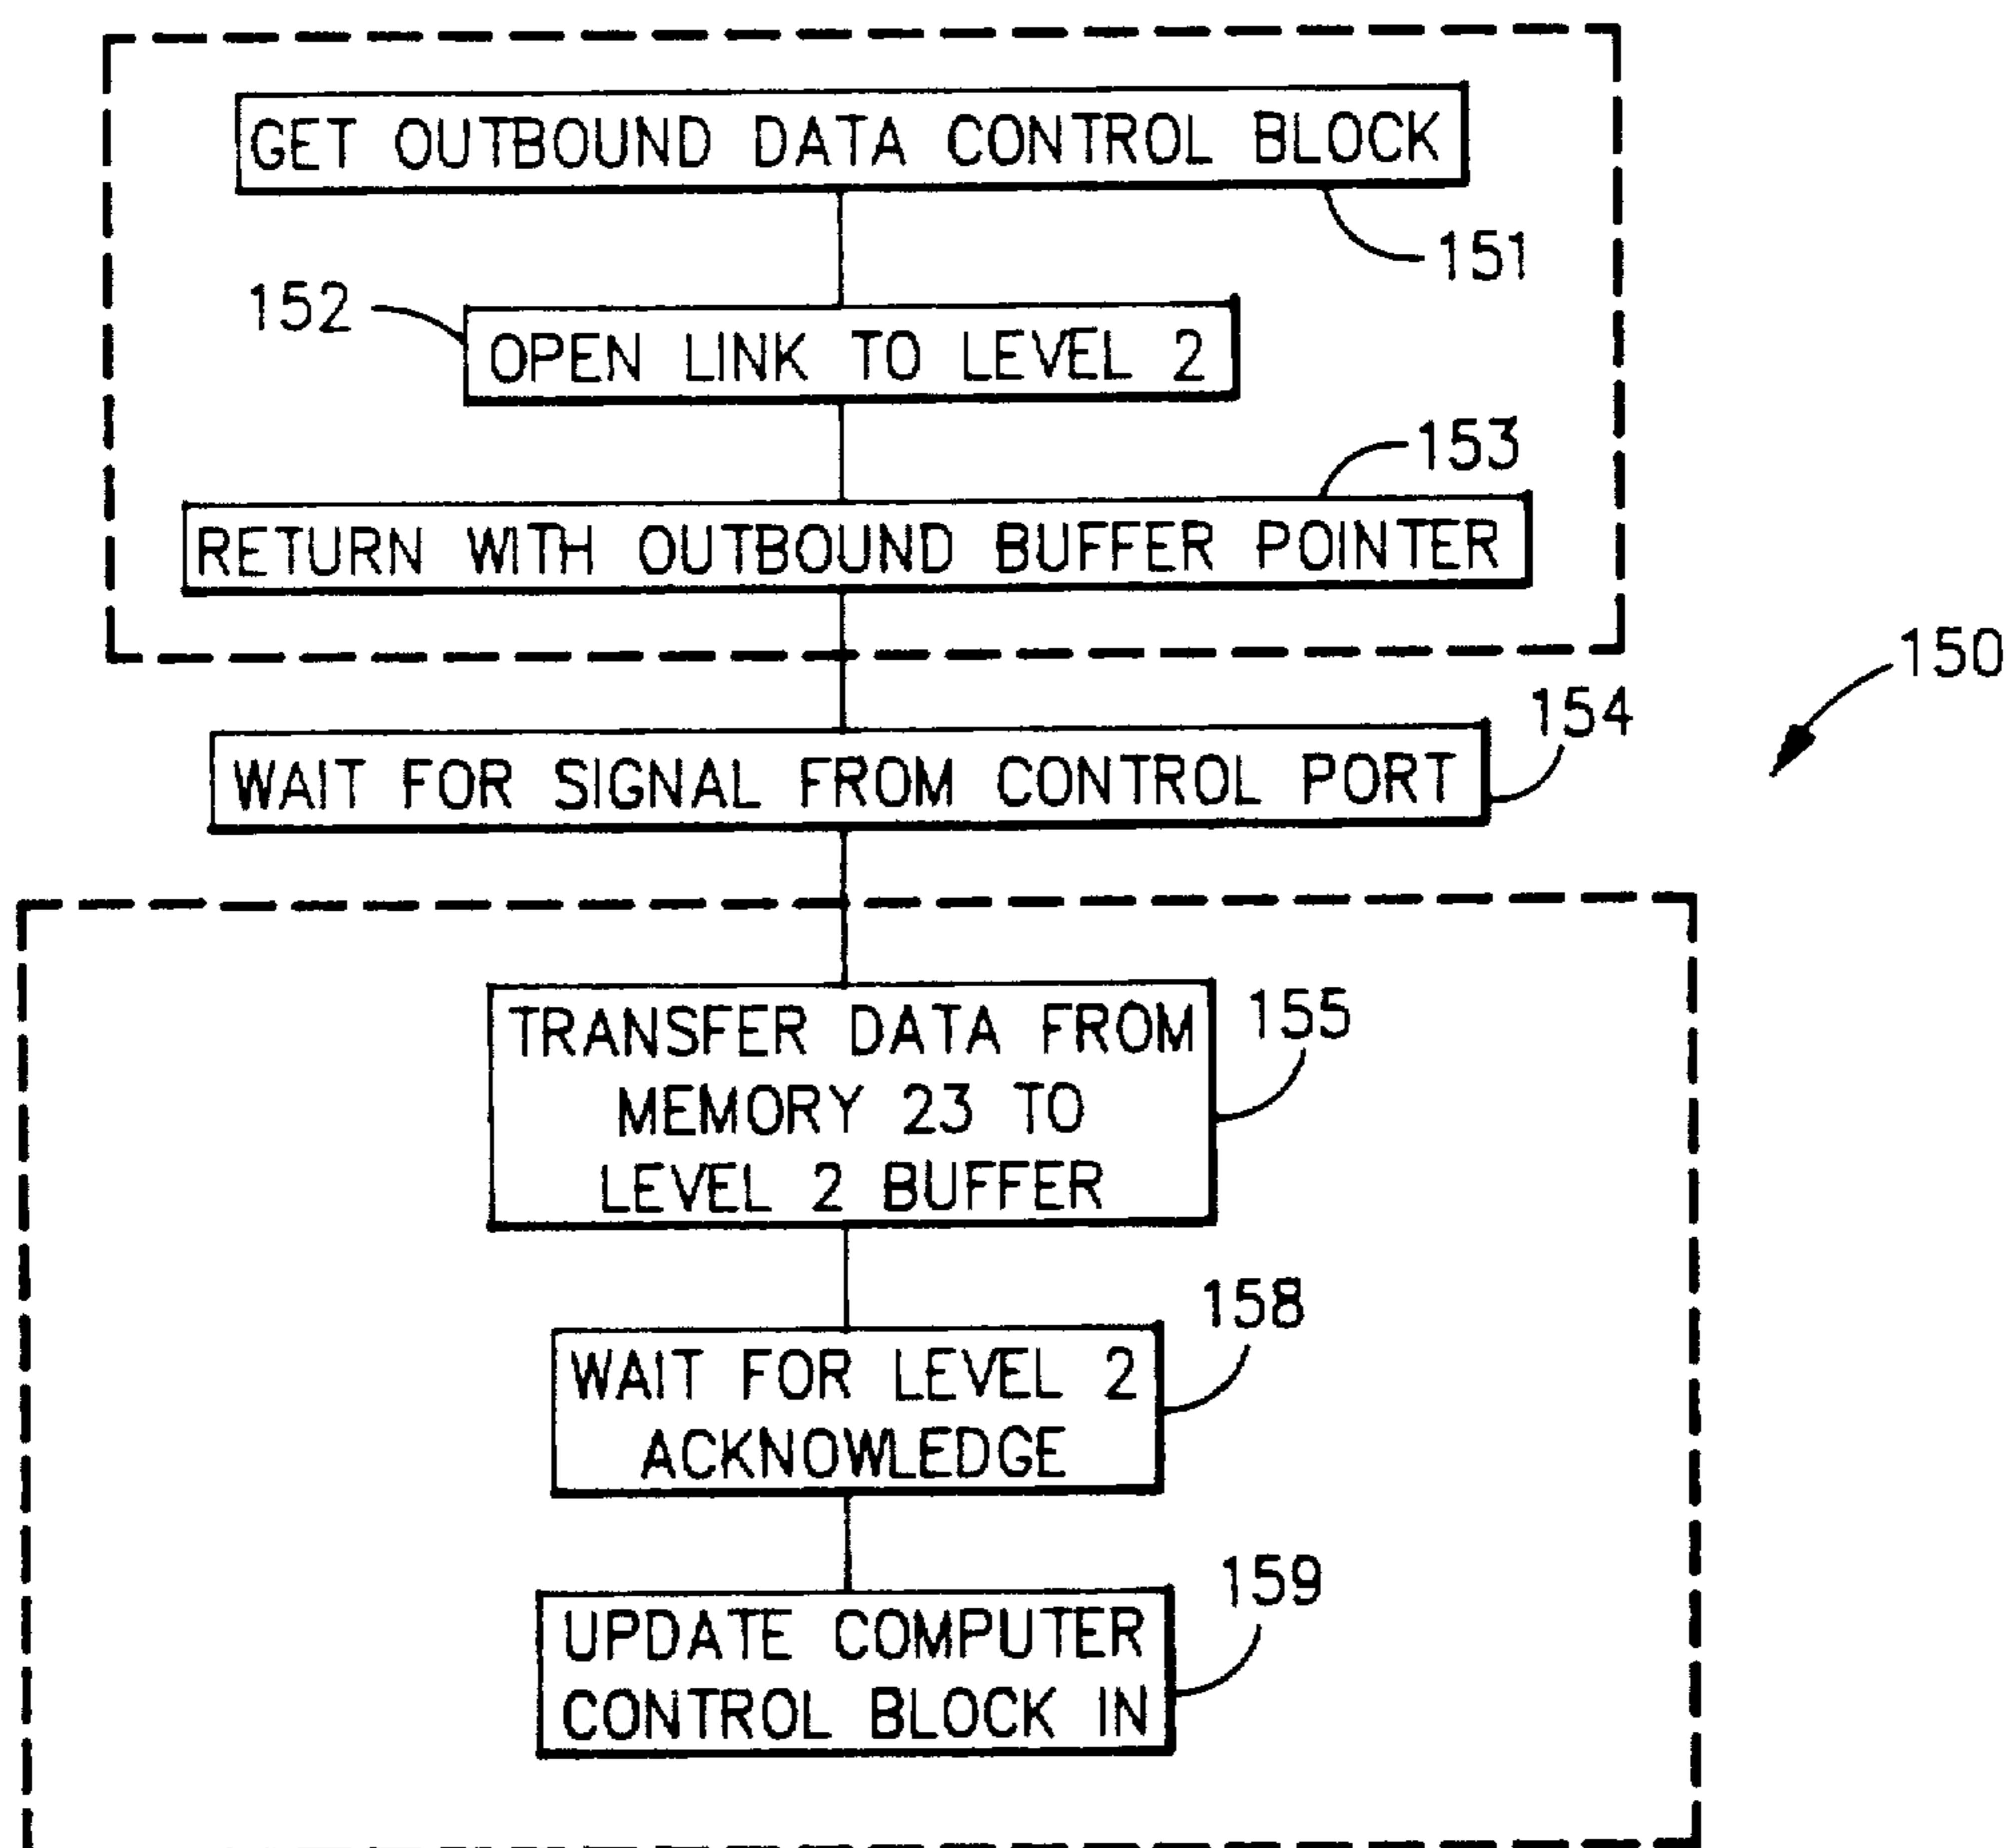 GET OUTBOUND DATA CONTROL BLOCK
151
152
OPEN LINK TO LEVEL 2
153
RETURN WITH OUTBOUND BUFFER POINTER
150
154
WAIT FOR SIGNAL FROM CONTROL PORT
TRANSFER DATA FROM
MEMORY 23 TO
LEVEL 2 BUFFER
155
158
WAIT FOR LEVEL 2
ACKNOWLEDGE
159
UPDATE COMPUTER
CONTROL BLOCK IN